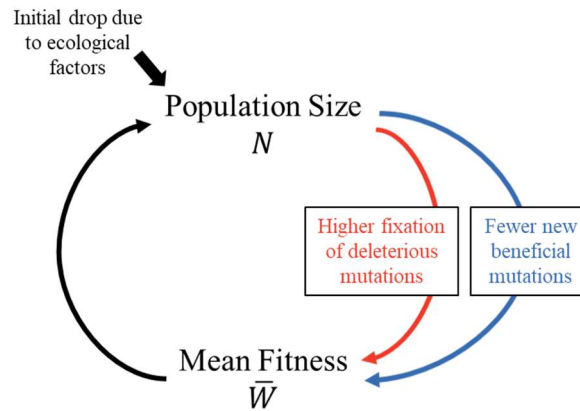 Initial drop due
to ecological
factors
Population Size
N
Higher fixation
of deleterious
mutations
Fewer new
beneficial
mutations
Mean Fitness
W̅